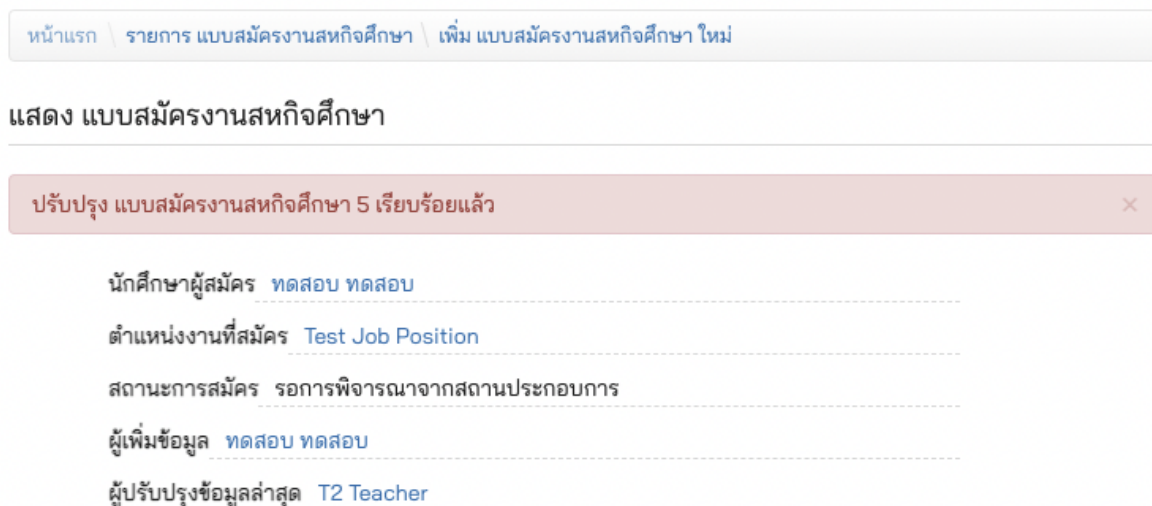 หน้าแรก \ รายการ แบบสมัครงานสหกิจศึกษา \ เพิ่ม แบบสมัครงานสหกิจศึกษา ใหม่
แสดง แบบสมัครงานสหกิจศึกษา
ปรับปรุง แบบสมัครงานสหกิจศึกษา 5 เรียบร้อยแล้ว ×
นักศึกษาผู้สมัคร ทดสอบ ทดสอบ
ตำแหน่งงานที่สมัคร Test Job Position
สถานะการสมัคร รอการพิจารณาจากสถานประกอบการ
ผู้เพิ่มข้อมูล ทดสอบ ทดสอบ
ผู้ปรับปรุงข้อมูลล่าสุด T2 Teacher